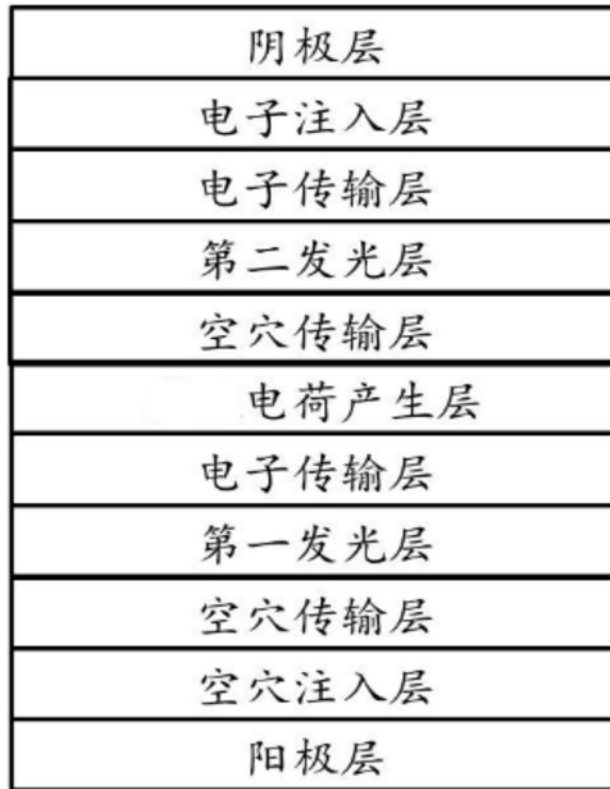 阴极层
电子注入层
电子传输层
第二发光层
空穴传输层
电荷产生层
电子传输层
第一发光层
空穴传输层
空穴注入层
阳极层